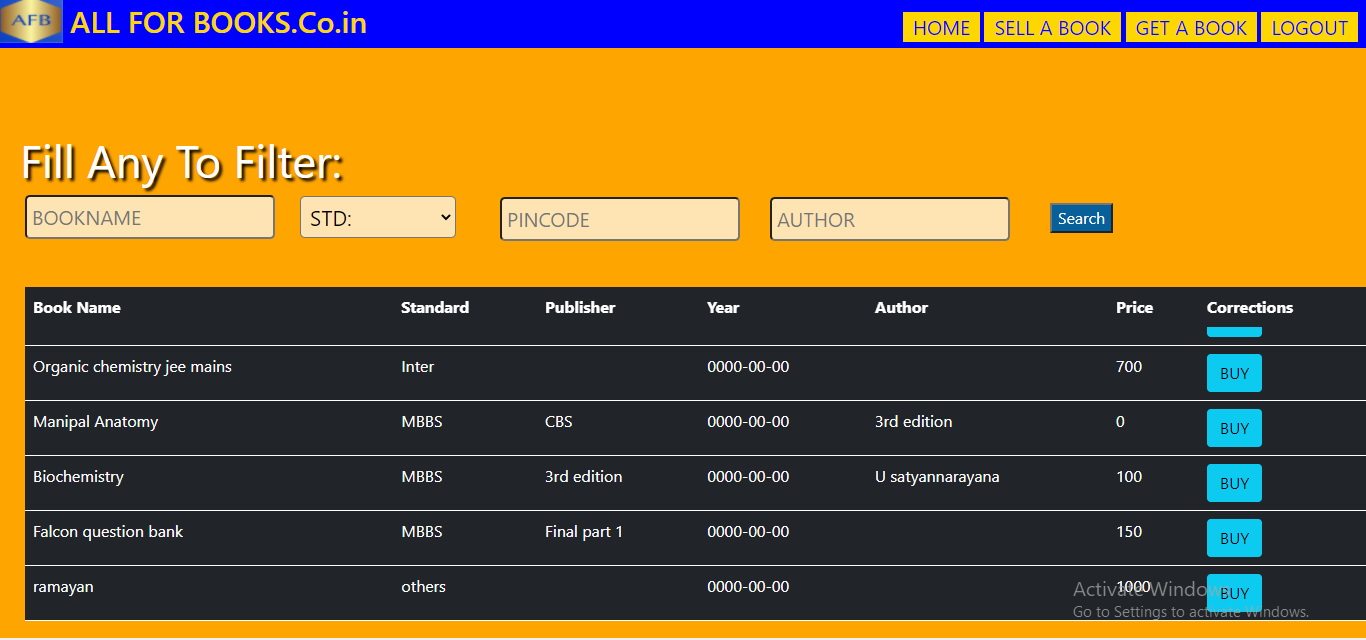 AFB ALL FOR BOOKS.Co.in HOME SELL A BOOK GET A BOOK LOGOUT
Fill Any To Filter:
BOOKNAME STD: PINCODE AUTHOR Search
Book Name Standard Publisher Year Author Price Corrections
Organic chemistry jee mains Inter 0000-00-00 700 BUY
Manipal Anatomy MBBS CBS 0000-00-00 3rd edition 0 BUY
Biochemistry MBBS 3rd edition 0000-00-00 U satyannarayana 100 BUY
Falcon question bank MBBS Final part 1 0000-00-00 150 BUY
ramayan others 0000-00-00 1000 BUY
Activate Windows
Go to Settings to activate Windows.